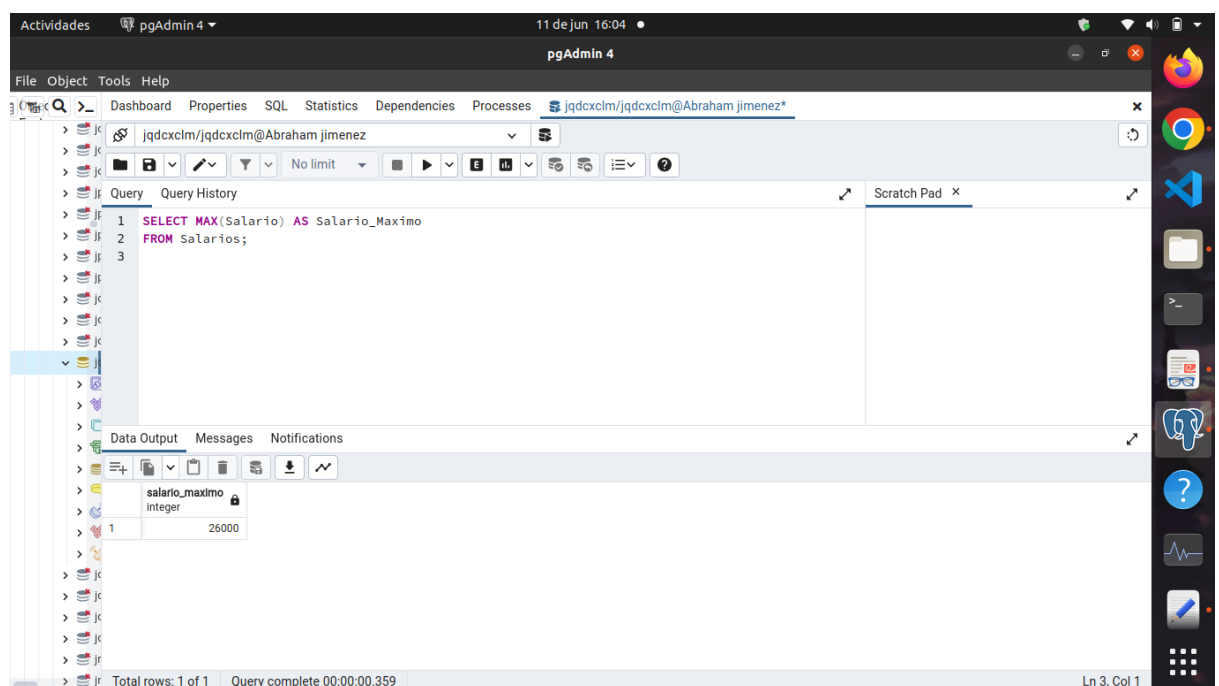 Actividades pgAdmin 4 11 de jun 16:04
pgAdmin 4
File Object Tools Help
Dashboard Properties SQL Statistics Dependencies Processes jqdcxclm/jqdcxclm@Abraham jimenez*
jqdcxclm/jqdcxclm@Abraham jimenez
No limit
Query Query History Scratch Pad
1 SELECT MAX(Salario) AS Salario_Maximo
2 FROM Salarios;
3
Data Output Messages Notifications
salario_maximo
integer
1 26000
Total rows: 1 of 1 Query complete 00:00:00.359 Ln 3, Col 1